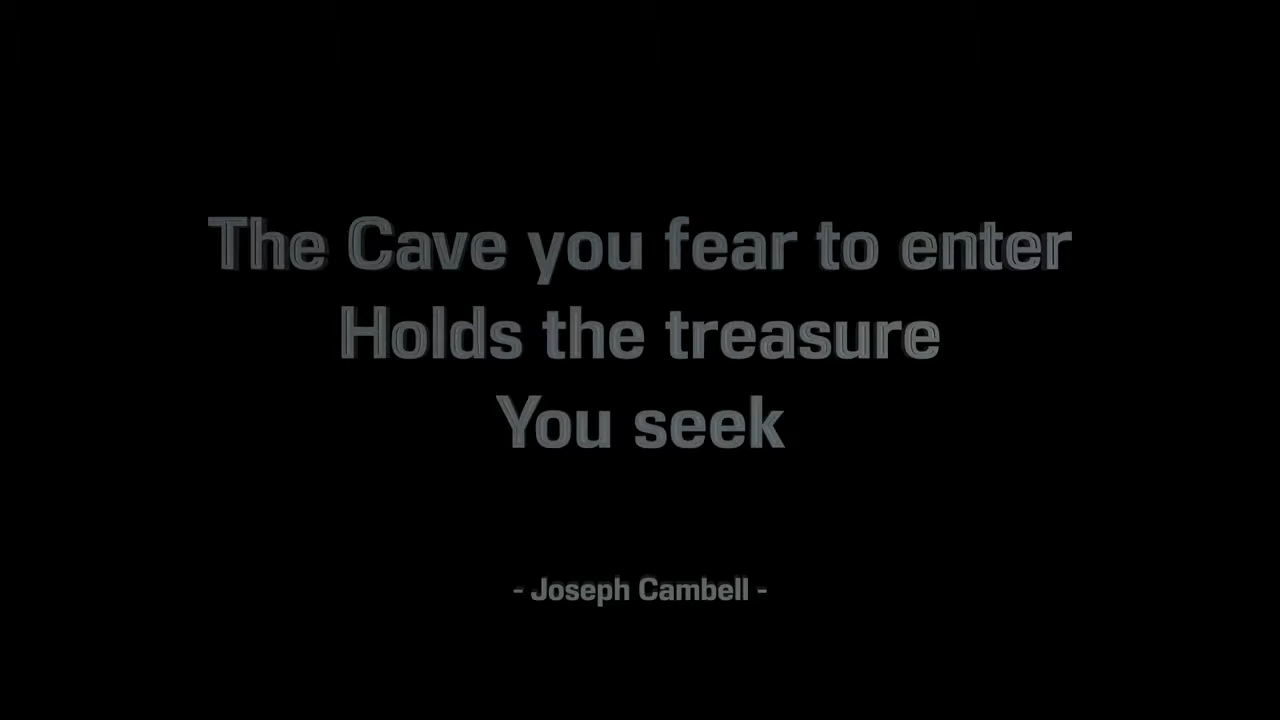 The Cave you fear to enter
Holds the treasure
You seek
- Joseph Cambell -